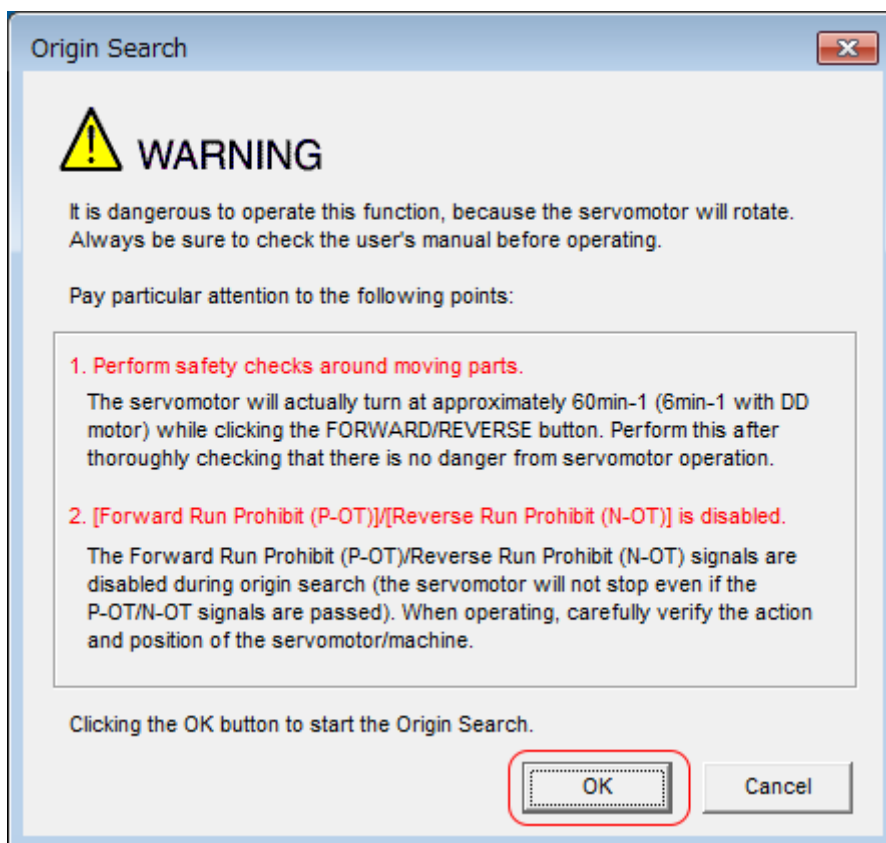 Origin Search
WARNING
It is dangerous to operate this function, because the servomotor will rotate.
Always be sure to check the user's manual before operating.
Pay particular attention to the following points:
1. Perform safety checks around moving parts.
The servomotor will actually turn at approximately 60min-1 (6min-1 with DD
motor) while clicking the FORWARD/REVERSE button. Perform this after
thoroughly checking that there is no danger from servomotor operation.
2. [Forward Run Prohibit (P-OT)]/[Reverse Run Prohibit (N-OT)] is disabled.
The Forward Run Prohibit (P-OT)/Reverse Run Prohibit (N-OT) signals are
disabled during origin search (the servomotor will not stop even if the
P-OT/N-OT signals are passed). When operating, carefully verify the action
and position of the servomotor/machine.
Clicking the OK button to start the Origin Search.
OK
Cancel